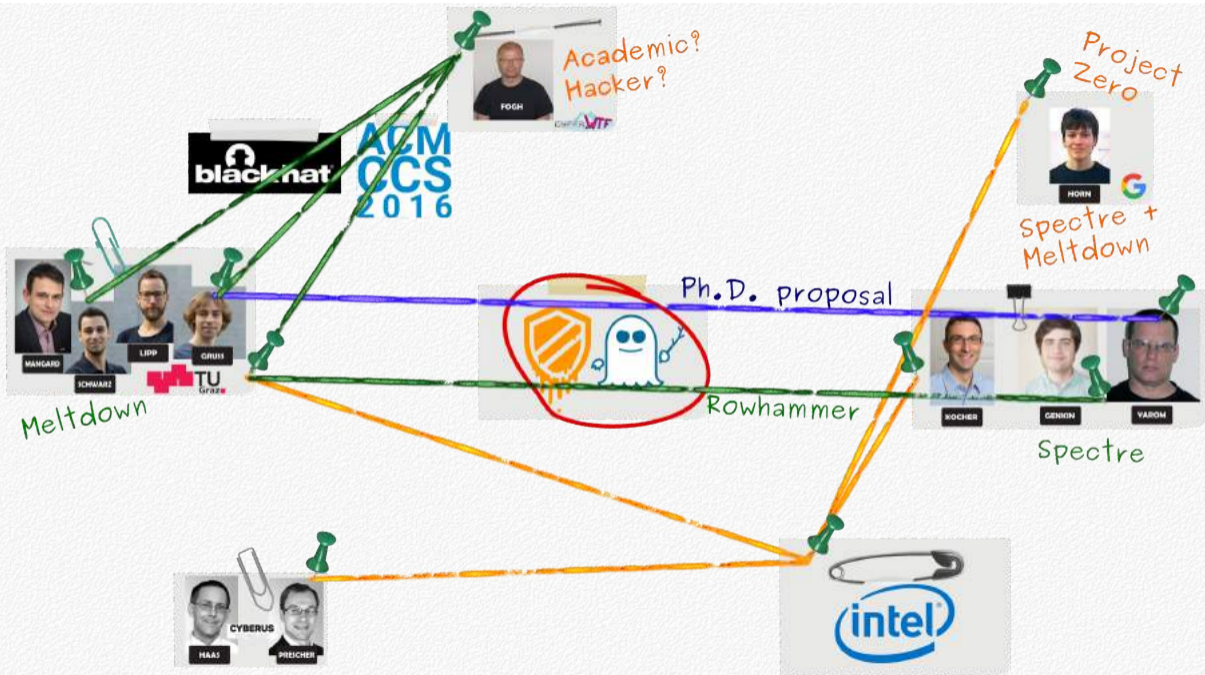 Academic?
Hacker?
FOGH
CYBERWTF
Project
Zero
blackhat
ACM
CCS
2016
HORN
Spectre +
Meltdown
Ph.D. proposal
MANGARD
SCHWARZ
LIPP
GRUSS
TU
Graz
Meltdown
Rowhammer
KOCHER
GENKIN
YAROM
Spectre
CYBERUS
HAAS
PRESCHER
intel